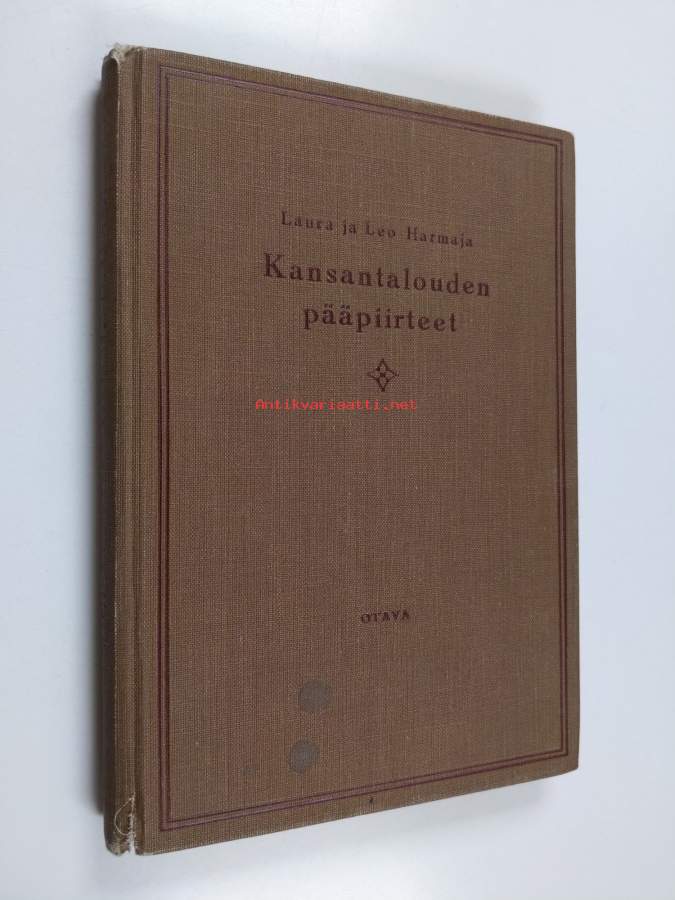 Laura ja Leo Harmaja
Kansantalouden
pääpiirteet
Antikvariaatti.net
OTAVA